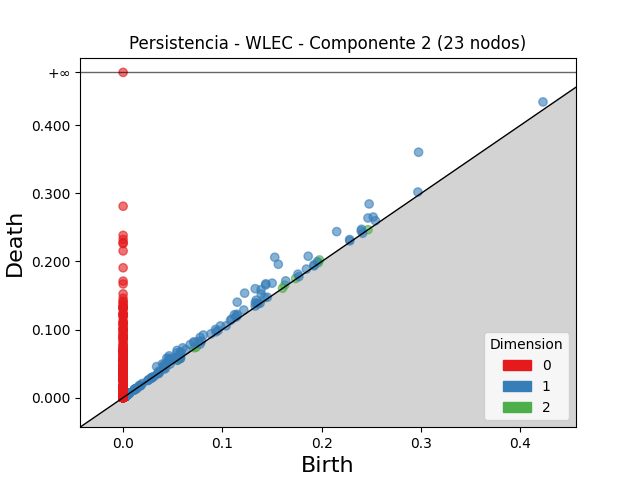 Persistencia - WLEC - Componente 2 (23 nodos)
+∞
0.400
0.300
0.200
0.100
0.000
Death
Dimension
0
1
2
0.0 0.1 0.2 0.3 0.4
Birth